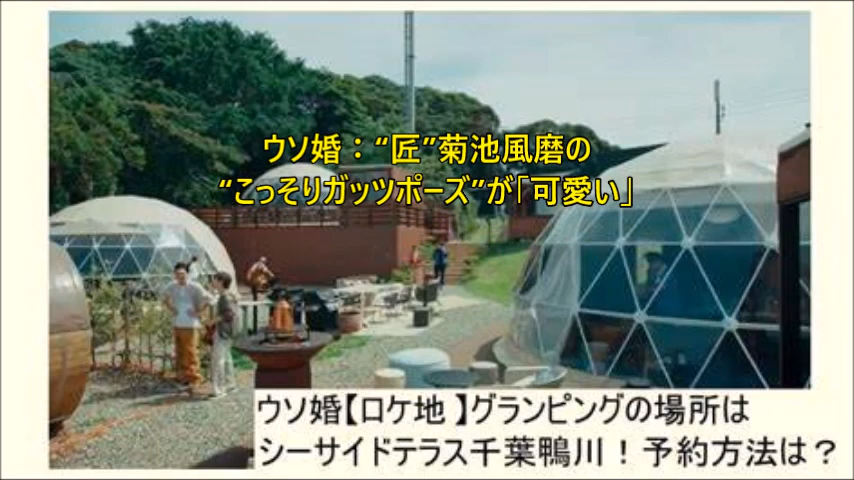 ウソ婚：“匠”菊池風磨の
“こっそりガッツポーズ”が「可愛い」
ウソ婚【ロケ地 】グランピングの場所は
シーサイドテラス千葉鴨川！予約方法は？